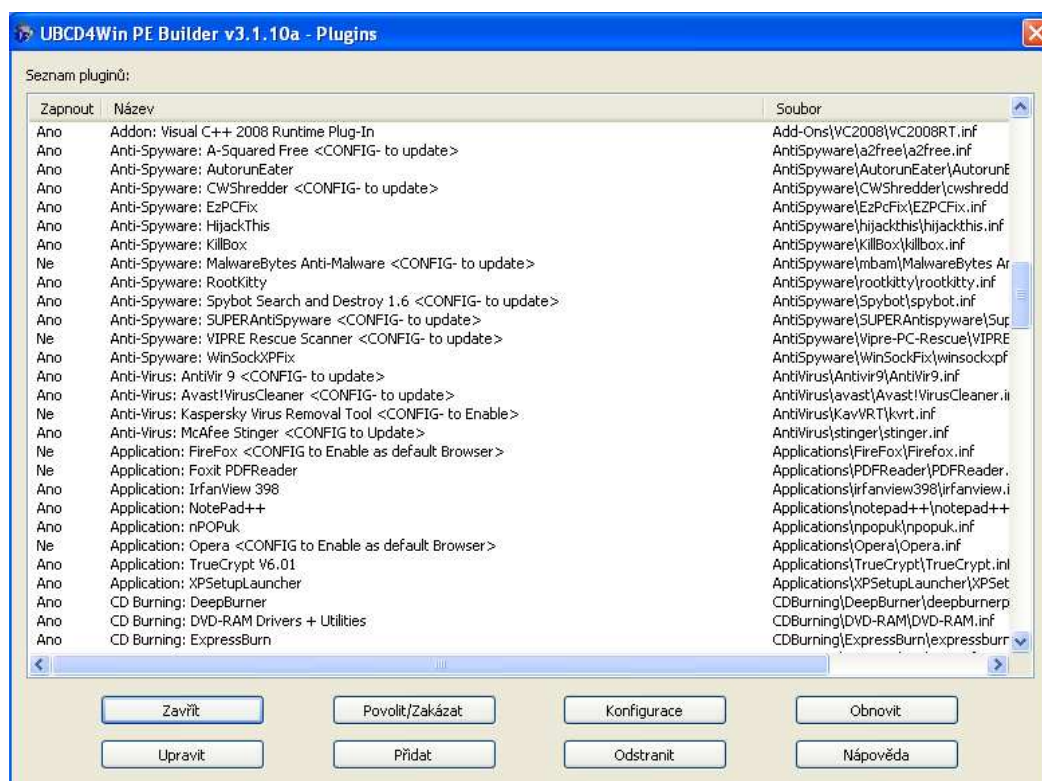 UBCD4Win PE Builder v3.1.10a - Plugins
Seznam pluginů:
Zapnout Název Soubor
Ano Addon: Visual C++ 2008 Runtime Plug-In Add-Ons\VC2008\VC2008RT.inf
Ano Anti-Spyware: A-Squared Free <CONFIG- to update> AntiSpyware\a2free\a2free.inf
Ano Anti-Spyware: AutorunEater AntiSpyware\AutorunEater\AutorunE
Ano Anti-Spyware: CWShredder <CONFIG- to update> AntiSpyware\CWShredder\cwshredd
Ano Anti-Spyware: EzPCFix AntiSpyware\EzPcFix\EZPCFix.inf
Ano Anti-Spyware: HijackThis AntiSpyware\hijackthis\hijackthis.inf
Ano Anti-Spyware: KillBox AntiSpyware\KillBox\killbox.inf
Ne Anti-Spyware: MalwareBytes Anti-Malware <CONFIG- to update> AntiSpyware\mbam\MalwareBytes Ar
Ano Anti-Spyware: RootKitty AntiSpyware\rootkitty\rootkitty.inf
Ano Anti-Spyware: Spybot Search and Destroy 1.6 <CONFIG- to update> AntiSpyware\Spybot\spybot.inf
Ano Anti-Spyware: SUPERAntiSpyware <CONFIG- to update> AntiSpyware\SUPERAntispyware\Sup
Ne Anti-Spyware: VIPRE Rescue Scanner <CONFIG- to update> AntiSpyware\Vipre-PC-Rescue\VIPRE
Ano Anti-Spyware: WinSockXPFix AntiSpyware\WinSockFix\winsockxpf
Ano Anti-Virus: AntiVir 9 <CONFIG- to update> AntiVirus\Antivir9\AntiVir9.inf
Ano Anti-Virus: Avast!VirusCleaner <CONFIG- to update> AntiVirus\avast\Avast!VirusCleaner.i
Ne Anti-Virus: Kaspersky Virus Removal Tool <CONFIG- to Enable> AntiVirus\KavVRT\kvrt.inf
Ano Anti-Virus: McAfee Stinger <CONFIG to Update> AntiVirus\stinger\stinger.inf
Ne Application: FireFox <CONFIG to Enable as default Browser> Applications\FireFox\Firefox.inf
Ne Application: Foxit PDFReader Applications\PDFReader\PDFReader.
Ano Application: IrfanView 398 Applications\irfanview398\irfanview.i
Ano Application: NotePad++ Applications\notepad++\notepad++
Ano Application: nPOPuk Applications\npopuk\npopuk.inf
Ne Application: Opera <CONFIG to Enable as default Browser> Applications\Opera\Opera.inf
Ano Application: TrueCrypt V6.01 Applications\TrueCrypt\TrueCrypt.inl
Ano Application: XPSetupLauncher Applications\XPSetupLauncher\XPSet
Ano CD Burning: DeepBurner CDBurning\DeepBurner\deepburnerp
Ano CD Burning: DVD-RAM Drivers + Utilities CDBurning\DVD-RAM\DVD-RAM.inf
Ano CD Burning: ExpressBurn CDBurning\ExpressBurn\expressburr
Zavřít Povolit/Zakázat Konfigurace Obnovit
Upravit Přidat Odstranit Nápověda